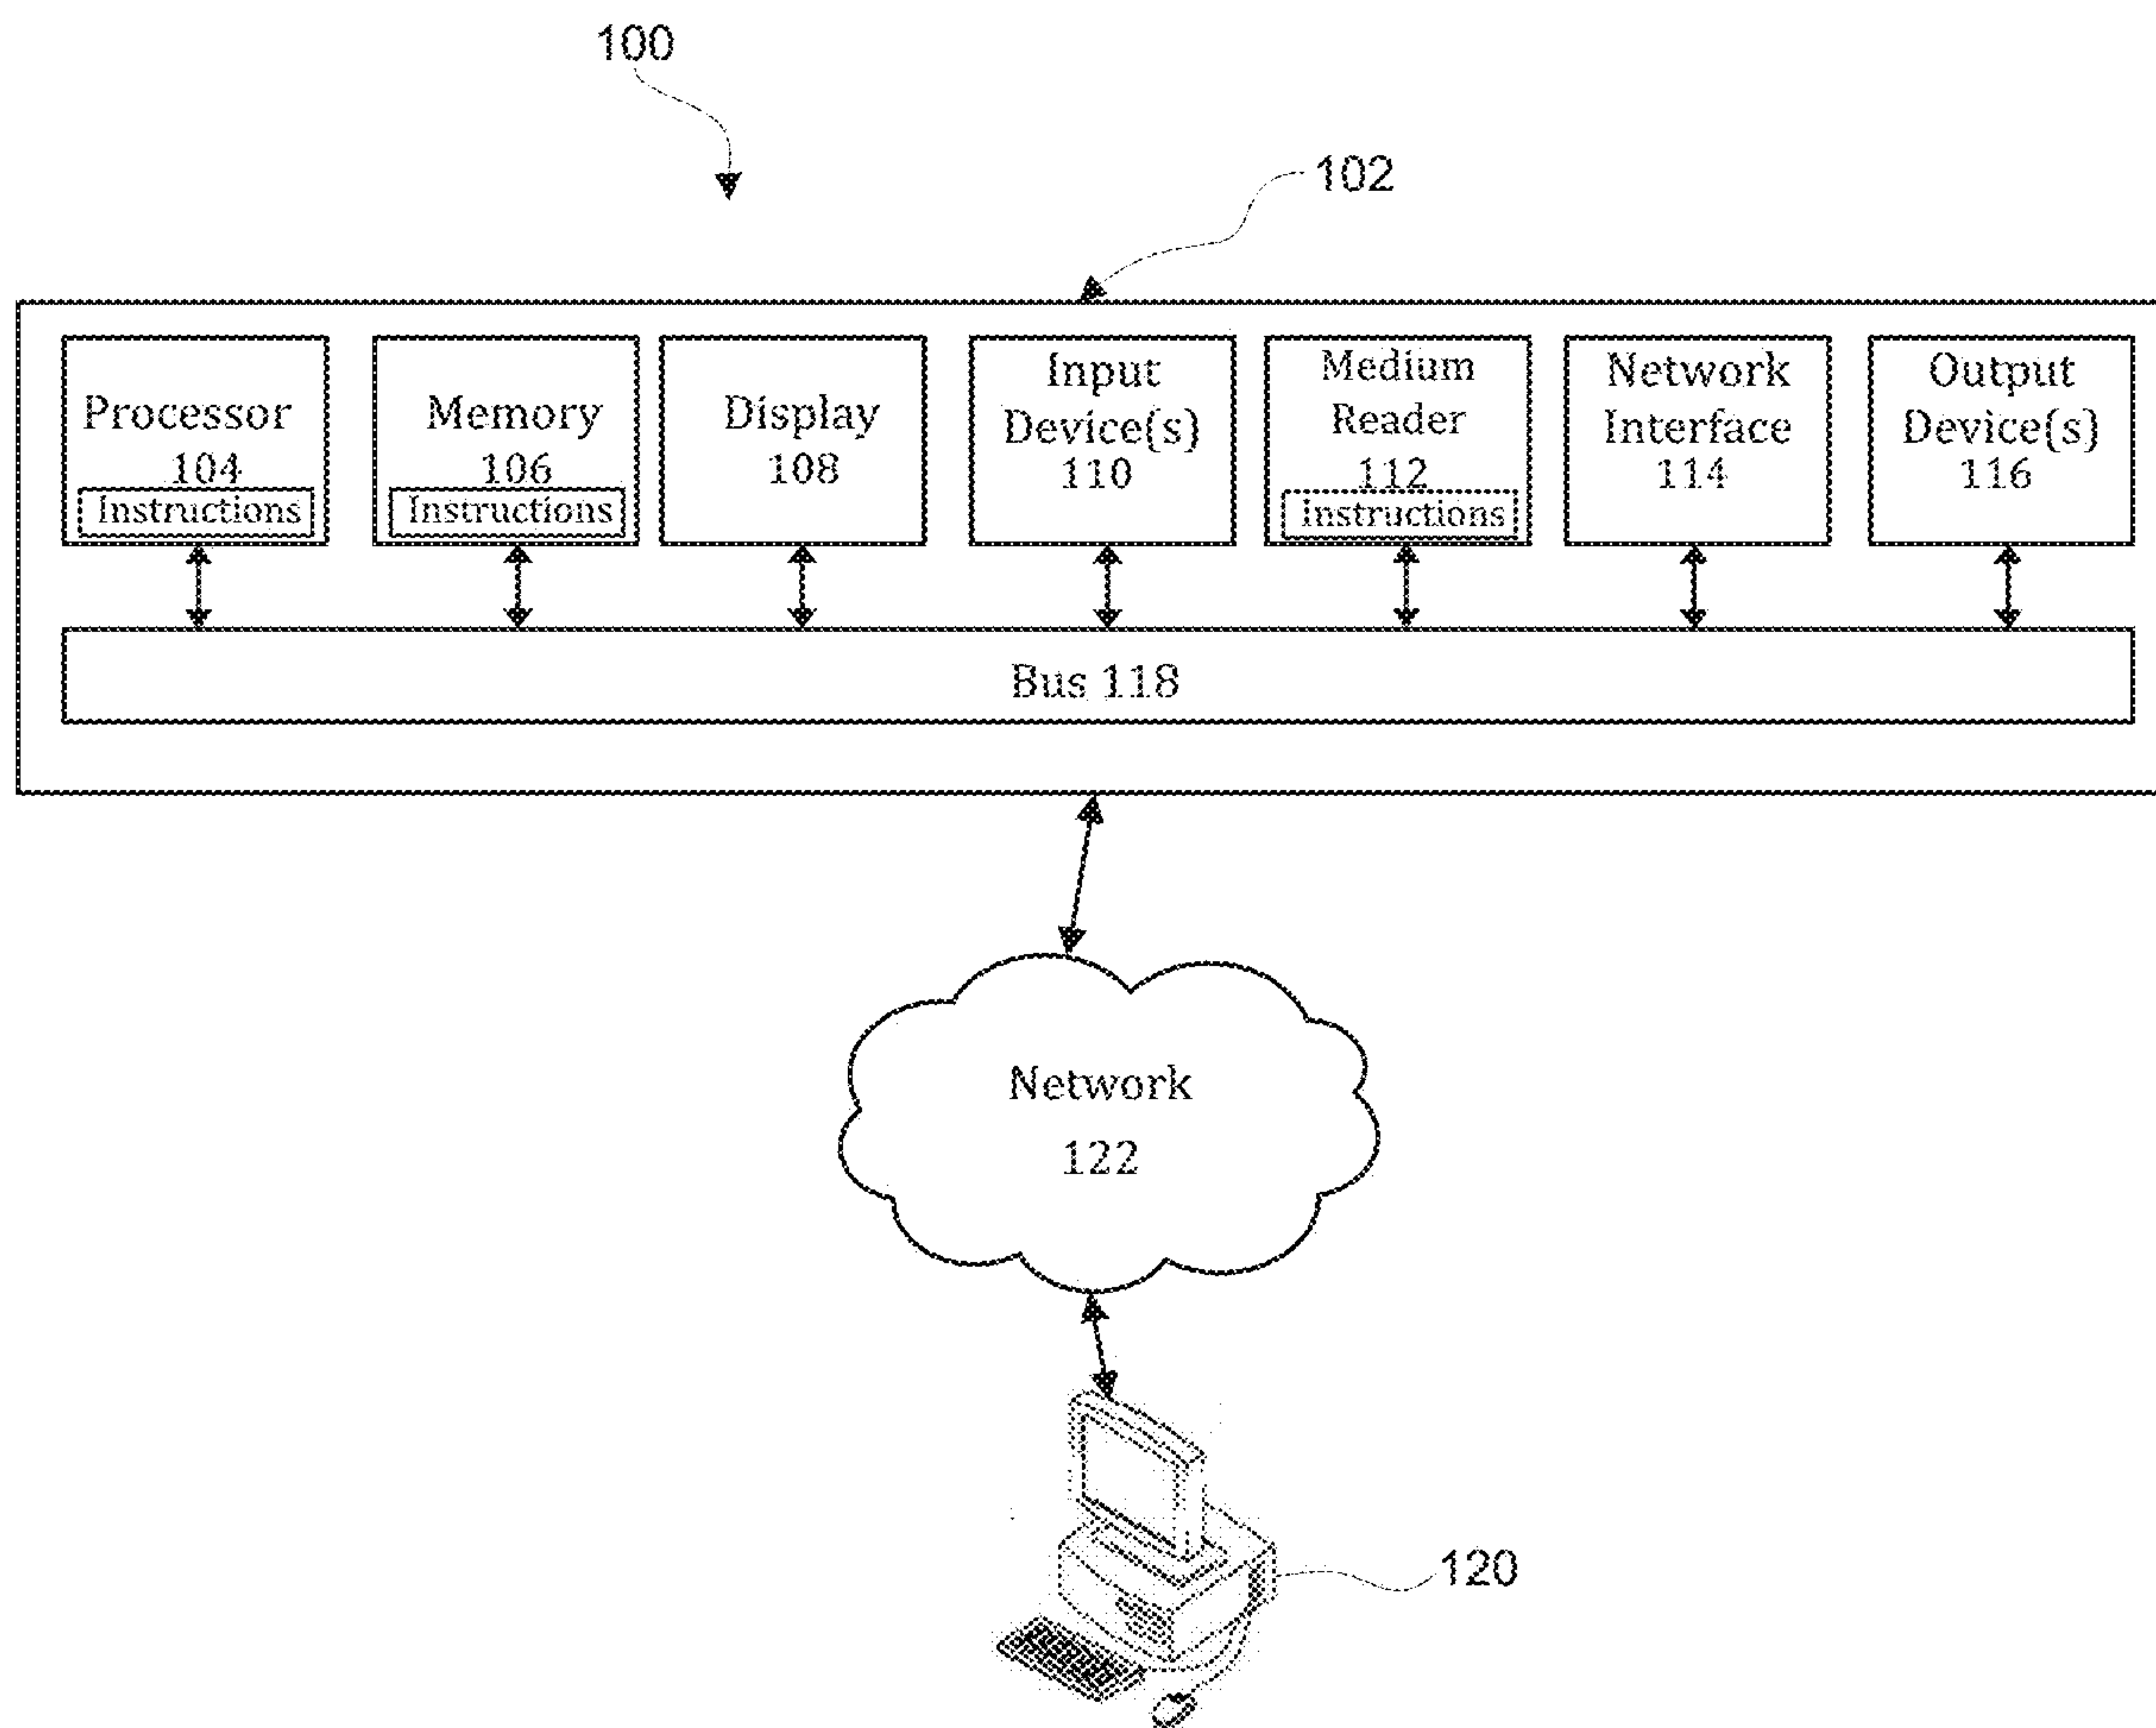 100
102
Processor
104
Instructions
Memory
106
Instructions
Display
108
Input
Device(s)
110
Medium
Reader
112
Instructions
Network
Interface
114
Output
Device(s)
116
Bus 118
Network
122
120